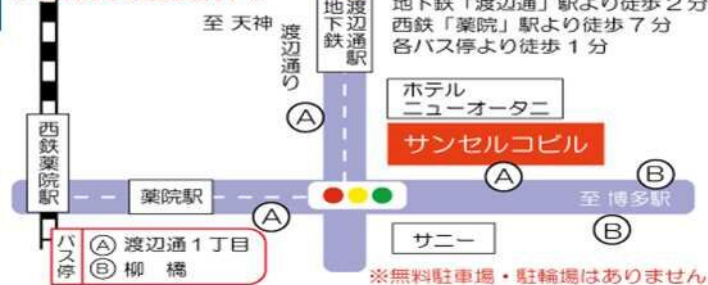 地下鉄「渡辺通」駅より徒歩２分
西鉄「薬院」駅より徒歩７分
各バス停より徒歩１分
至 天神
渡辺通り
地下鉄
渡辺通駅
ホテル
ニューオータニ
サンセルコビル
Ⓐ
Ⓐ
Ⓑ
西鉄薬院駅
薬院駅
Ⓐ
至 博多駅
Ⓑ
サニー
バス停
Ⓐ 渡辺通１丁目
Ⓑ 柳 橋
※無料駐車場・駐輪場はありません